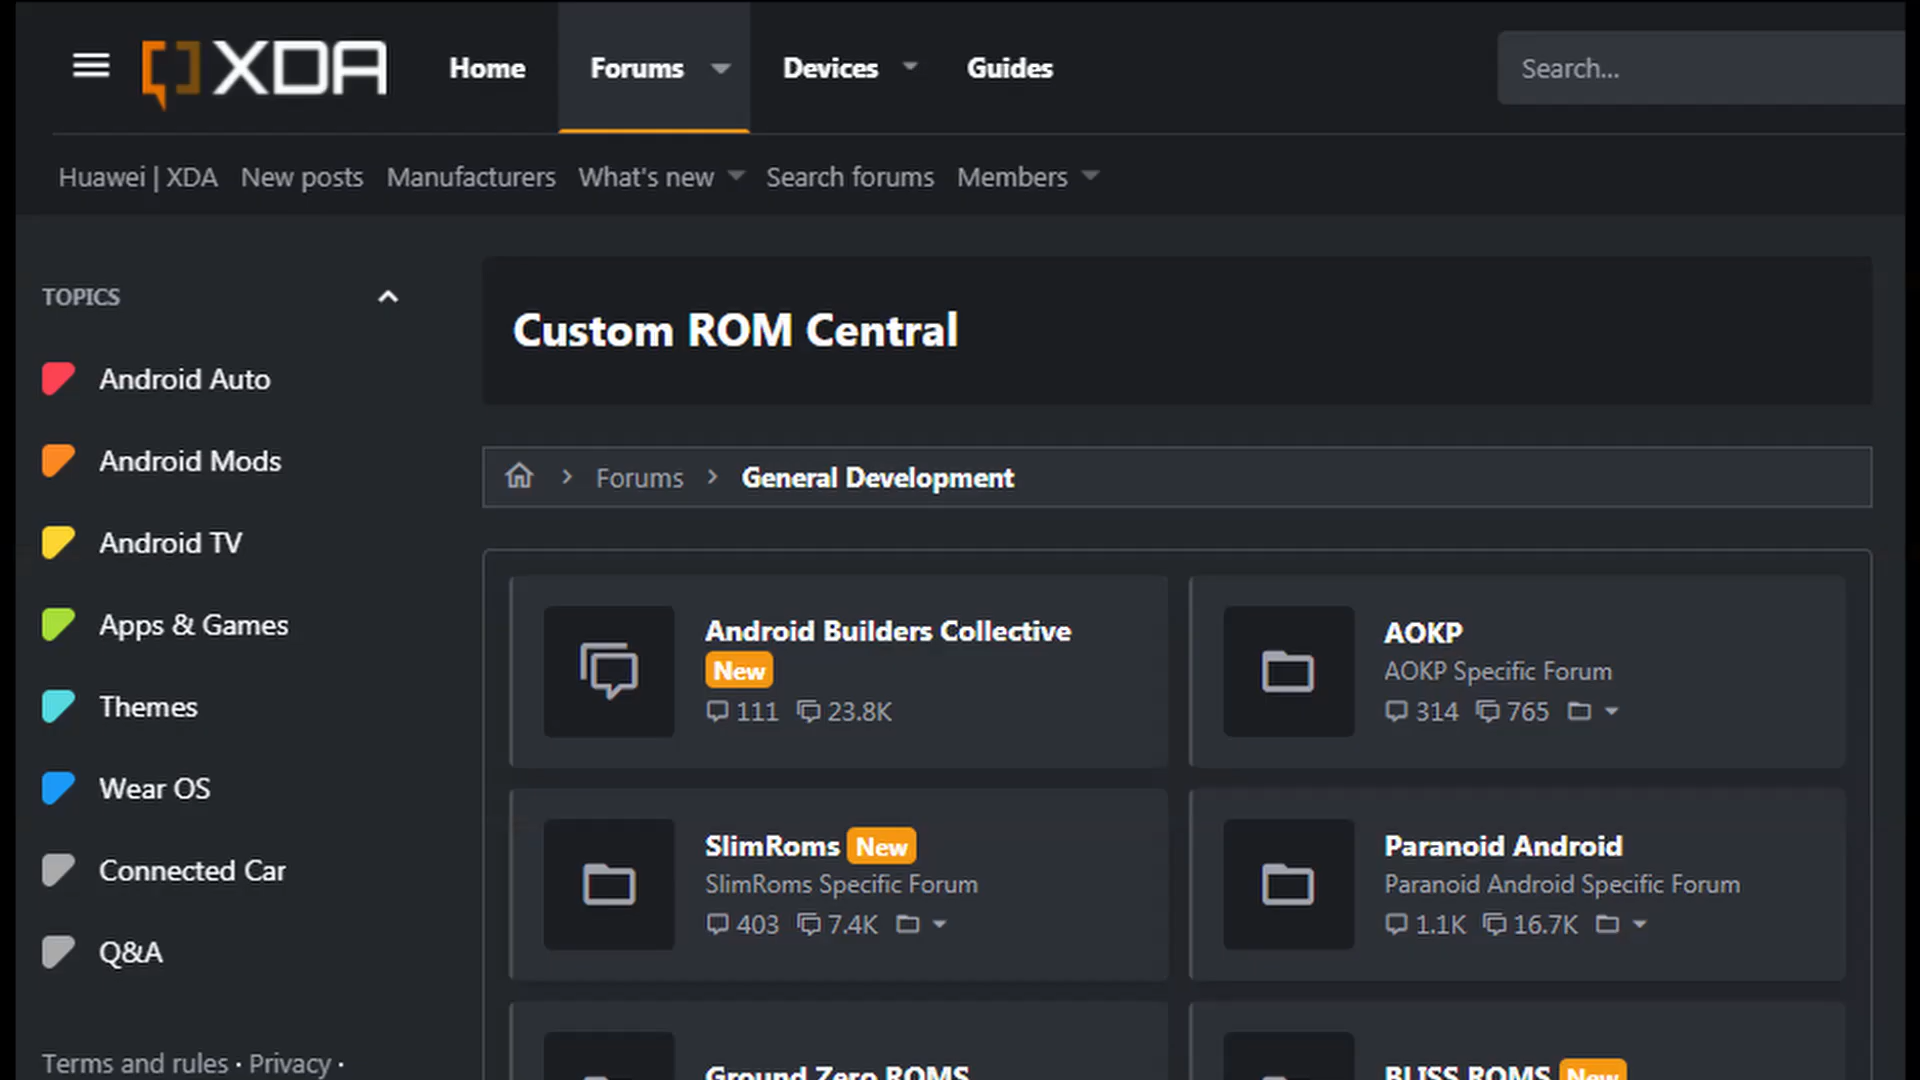 XDA
Home
Forums
Devices
Guides
Search...
Huawei | XDA
New posts
Manufacturers
What's new
Search forums
Members
TOPICS
Android Auto
Android Mods
Android TV
Apps & Games
Themes
Wear OS
Connected Car
Q&A
Terms and rules · Privacy ·
Custom ROM Central
Forums
General Development
Android Builders Collective
New
111 23.8K
AOKP
AOKP Specific Forum
314 765
SlimRoms New
SlimRoms Specific Forum
403 7.4K
Paranoid Android
Paranoid Android Specific Forum
1.1K 16.7K
Ground Zero ROMS
BLISS ROMS New